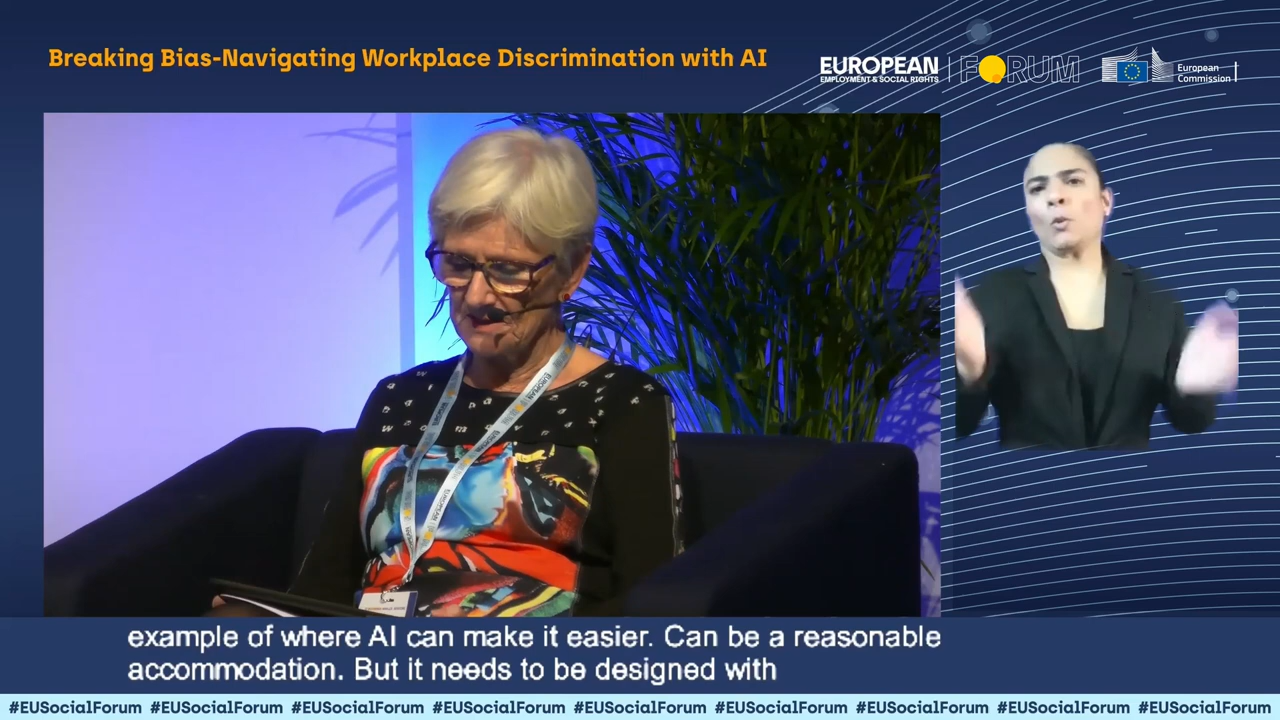 Breaking Bias-Navigating Workplace Discrimination with AI
EUROPEAN
EMPLOYMENT & SOCIAL RIGHTS
FORUM
European
Commission
EUROPEAN
EUROPEAN
example of where AI can make it easier. Can be a reasonable
accommodation. But it needs to be designed with
#EUSocialForum #EUSocialForum #EUSocialForum #EUSocialForum #EUSocialForum #EUSocialForum #EUSocialForum #EUSocialForum #EUSocialForum